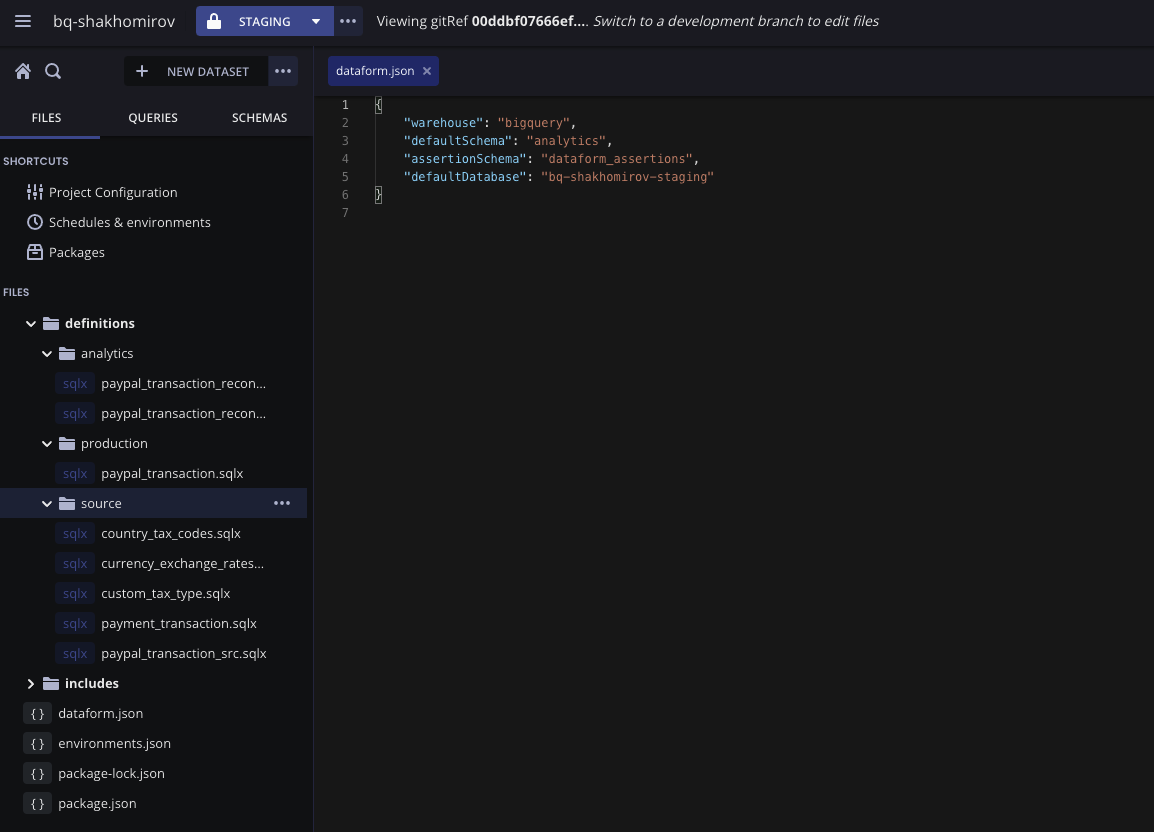 bq-shakhomirov
STAGING
Viewing gitRef 00ddbf07666ef.... Switch to a development branch to edit files
NEW DATASET
FILES QUERIES SCHEMAS
SHORTCUTS
Project Configuration
Schedules & environments
Packages
FILES
definitions
analytics
sqlx paypal_transaction_recon...
sqlx paypal_transaction_recon...
production
sqlx paypal_transaction.sqlx
source
sqlx country_tax_codes.sqlx
sqlx currency_exchange_rates...
sqlx custom_tax_type.sqlx
sqlx payment_transaction.sqlx
sqlx paypal_transaction_src.sqlx
includes
{ } dataform.json
{ } environments.json
{ } package-lock.json
{ } package.json
dataform.json
1 {
2 "warehouse": "bigquery",
3 "defaultSchema": "analytics",
4 "assertionSchema": "dataform_assertions",
5 "defaultDatabase": "bq-shakhomirov-staging"
6 }
7